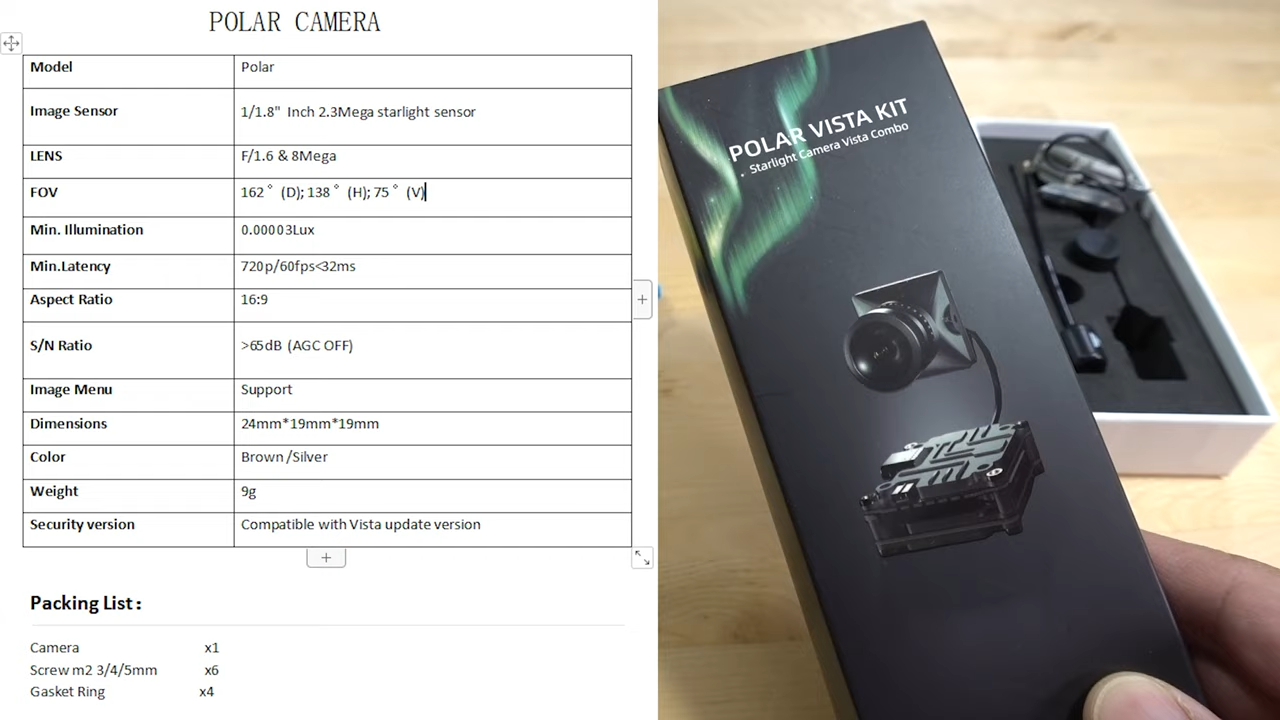 POLAR CAMERA
Model Polar
Image Sensor 1/1.8" Inch 2.3Mega starlight sensor
LENS F/1.6 & 8Mega
FOV 162° (D); 138° (H); 75° (V)
Min. Illumination 0.00003Lux
Min.Latency 720p/60fps<32ms
Aspect Ratio 16:9
S/N Ratio >65dB (AGC OFF)
Image Menu Support
Dimensions 24mm*19mm*19mm
Color Brown/Silver
Weight 9g
Security version Compatible with Vista update version
Packing List：
Camera x1
Screw m2 3/4/5mm x6
Gasket Ring x4
POLAR VISTA KIT
Starlight Camera Vista Combo